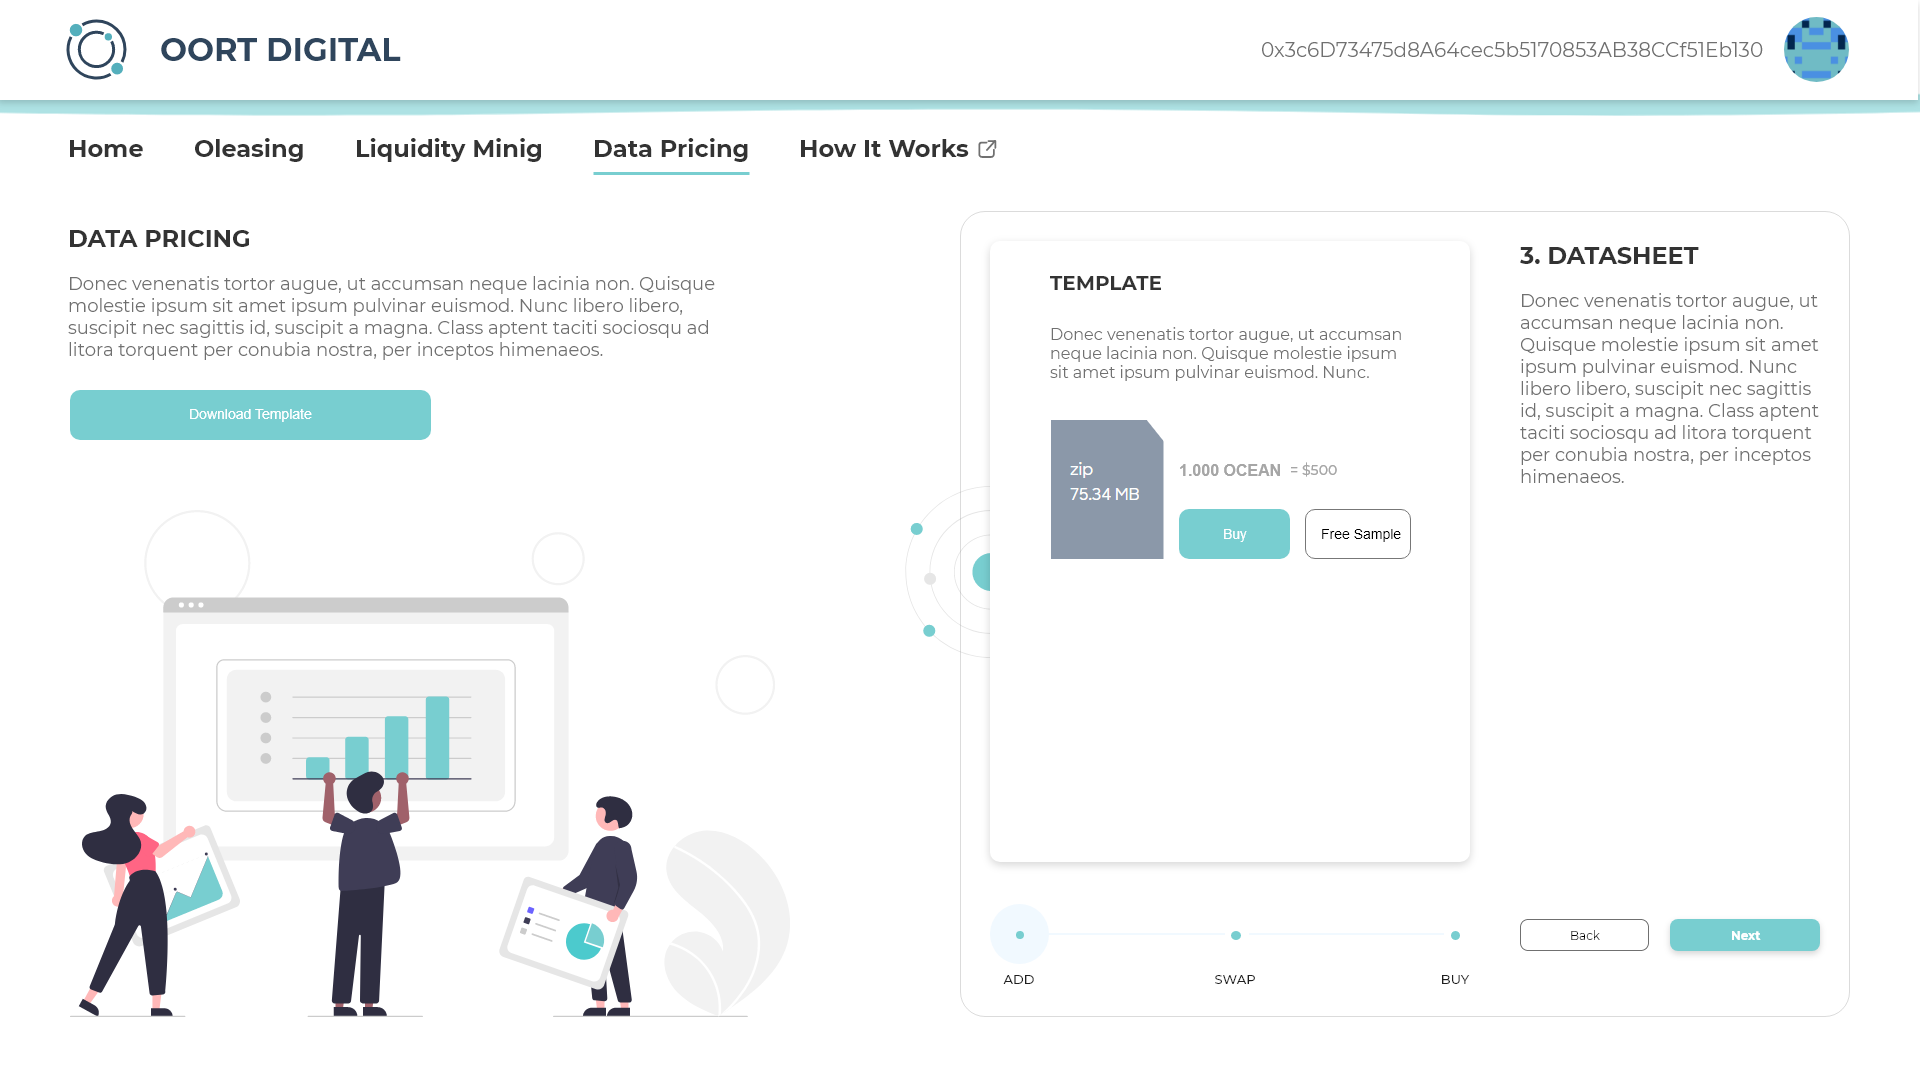 OORT DIGITAL
0x3c6D73475d8A64cec5b5170853AB38CCf51Eb130
Home
Oleasing
Liquidity Minig
Data Pricing
How It Works
DATA PRICING
Donec venenatis tortor augue, ut accumsan neque lacinia non. Quisque
molestie ipsum sit amet ipsum pulvinar euismod. Nunc libero libero,
suscipit nec sagittis id, suscipit a magna. Class aptent taciti sociosqu ad
litora torquent per conubia nostra, per inceptos himenaeos.
Download Template
TEMPLATE
Donec venenatis tortor augue, ut accumsan
neque lacinia non. Quisque molestie ipsum
sit amet ipsum pulvinar euismod. Nunc.
zip
75.34 MB
1.000 OCEAN = $500
Buy
Free Sample
3. DATASHEET
Donec venenatis tortor augue, ut
accumsan neque lacinia non.
Quisque molestie ipsum sit amet
ipsum pulvinar euismod. Nunc
libero libero, suscipit nec sagittis
id, suscipit a magna. Class aptent
taciti sociosqu ad litora torquent
per conubia nostra, per inceptos
himenaeos.
ADD
SWAP
BUY
Back
Next